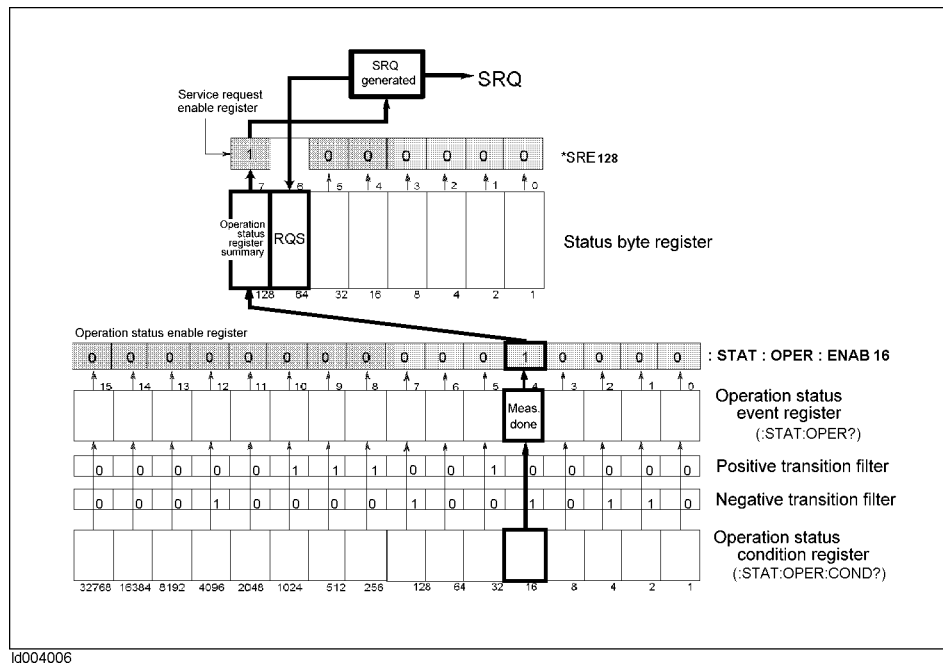 SRQ
generated
SRQ
Service request
enable register
1 0 0 0 0 0 0
*SRE 128
7 6 5 4 3 2 1 0
Operation
status
register
summary
RQS
Status byte register
128 64 32 16 8 4 2 1
Operation status enable register
0 0 0 0 0 0 0 0 0 0 0 1 0 0 0 0
: STAT : OPER : ENAB 16
15 14 13 12 11 10 9 8 7 6 5 4 3 2 1 0
Meas.
done
Operation status
event register
(:STAT:OPER?)
0 0 0 0 0 1 1 1 0 0 1 0 0 0 0 0
Positive transition filter
0 0 0 1 0 0 0 0 1 0 0 1 0 1 1 0
Negative transition filter
Operation status
condition register
(:STAT:OPER:COND?)
32768 16384 8192 4096 2048 1024 512 256 128 64 32 16 8 4 2 1
ld004006